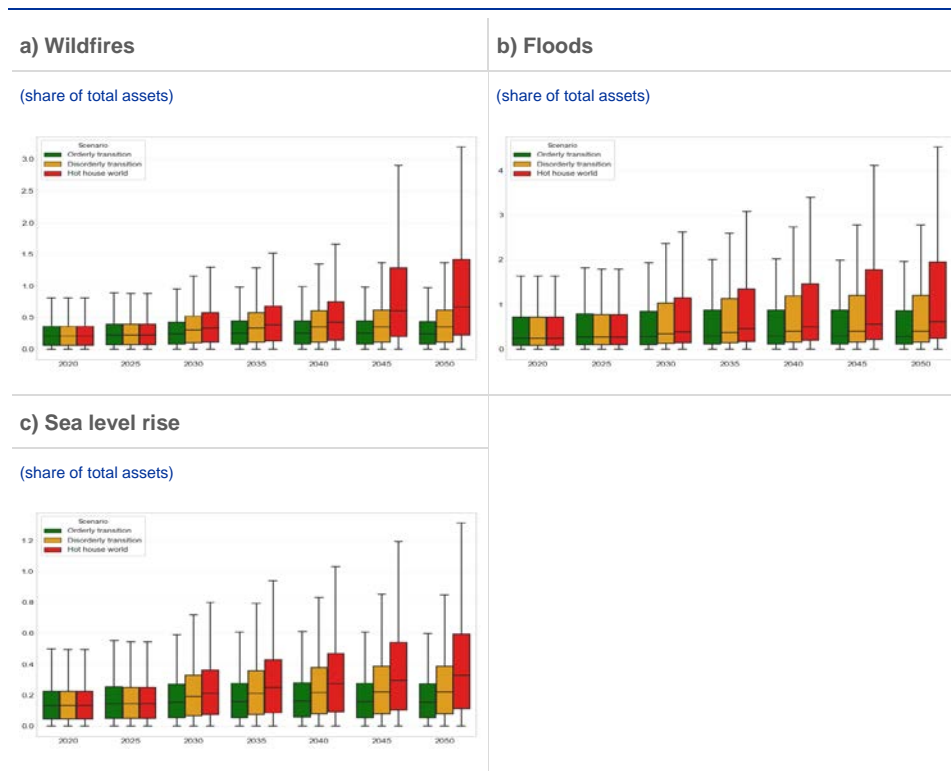 a) Wildfires
(share of total assets)
Scenario
Orderly transition
Disorderly transition
Hot house world
3.0
2.5
2.0
1.5
1.0
0.5
0.0
2020 2025 2030 2035 2040 2045 2050
b) Floods
(share of total assets)
Scenario
Orderly transition
Disorderly transition
Hot house world
4
3
2
1
0
2020 2025 2030 2035 2040 2045 2050
c) Sea level rise
(share of total assets)
Scenario
Orderly transition
Disorderly transition
Hot house world
1.2
1.0
0.8
0.6
0.4
0.2
0.0
2020 2025 2030 2035 2040 2045 2050